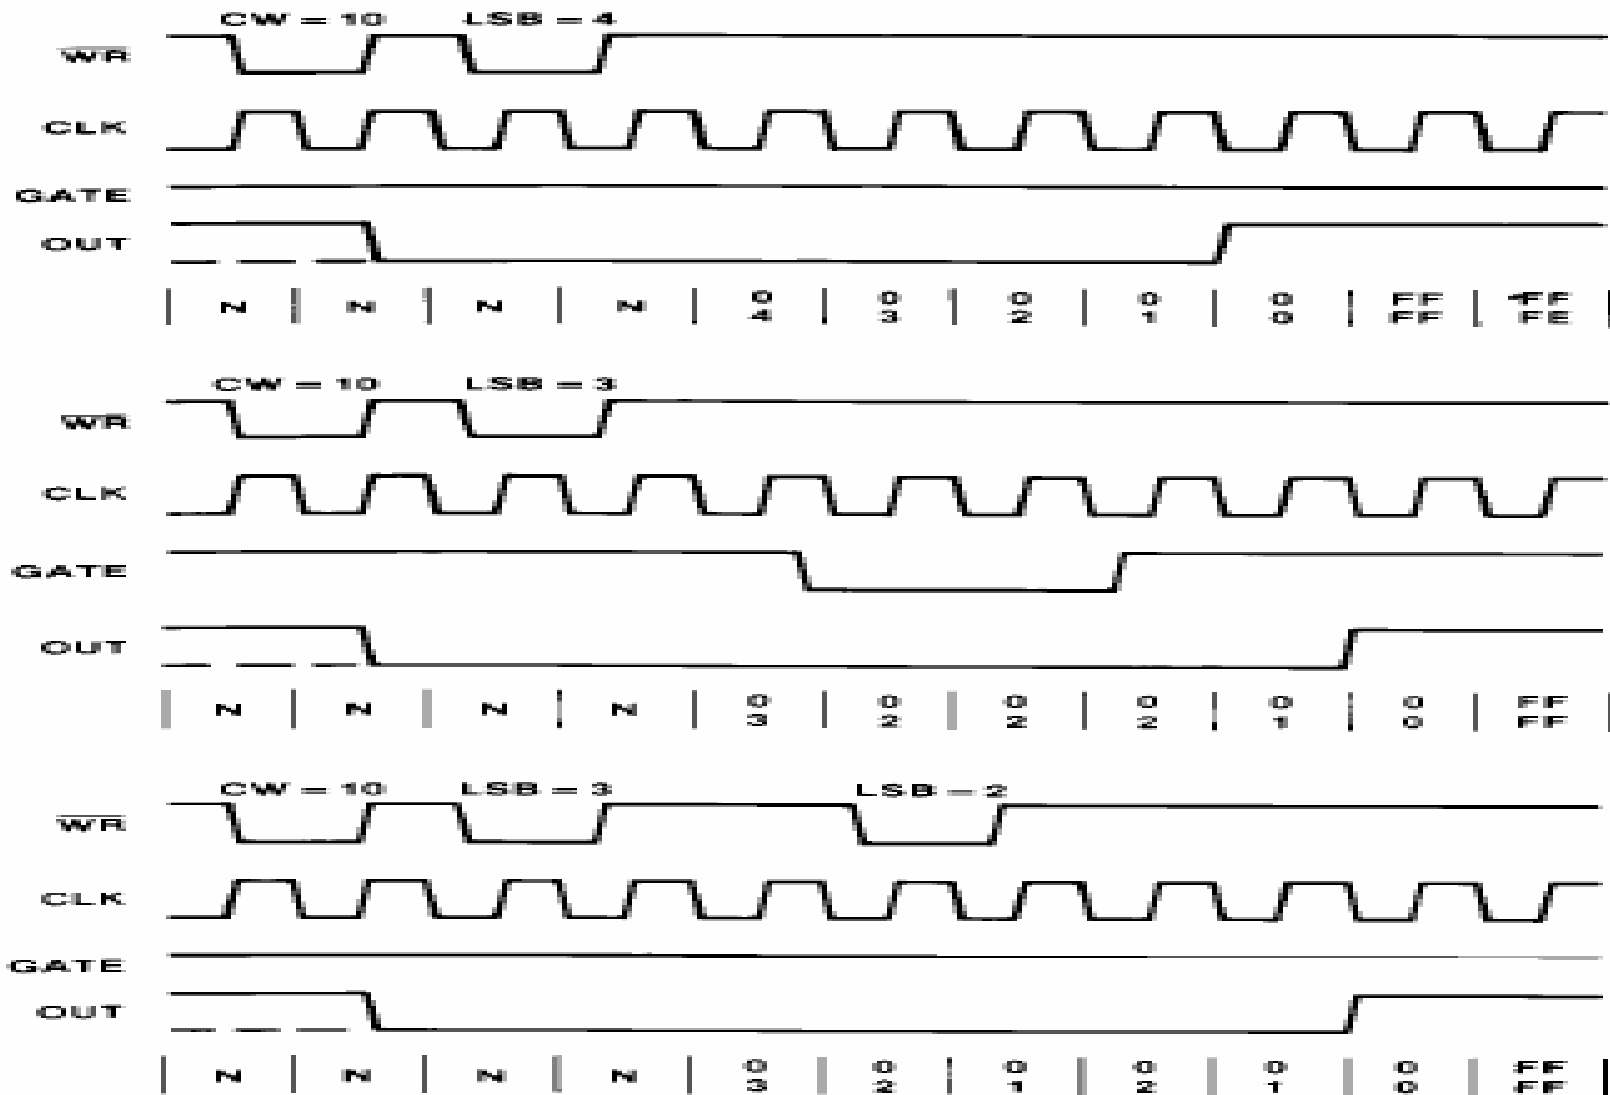 CW = 10 LSB = 4
WR
CLK
GATE
OUT
N N N N 0 0 0 0 0 FF FF
4 3 2 1 0 FF FE
CW = 10 LSB = 3
WR
CLK
GATE
OUT
N N N N 0 0 0 0 0 0 FF
3 2 2 2 1 0 FF
CW = 10 LSB = 3 LSB = 2
WR
CLK
GATE
OUT
N N N N 0 0 0 0 0 0 FF
3 2 1 2 1 0 FF